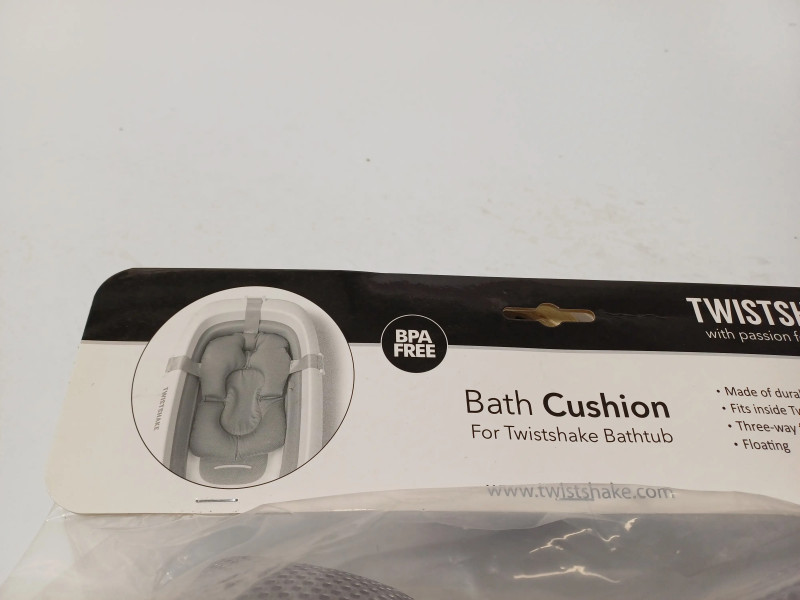 TWISTSH
with passion f
BPA
FREE
Bath Cushion
For Twistshake Bathtub
• Made of dura
• Fits inside Tw
• Three-way
• Floating
www.twistshake.com
TWISTSHAKE